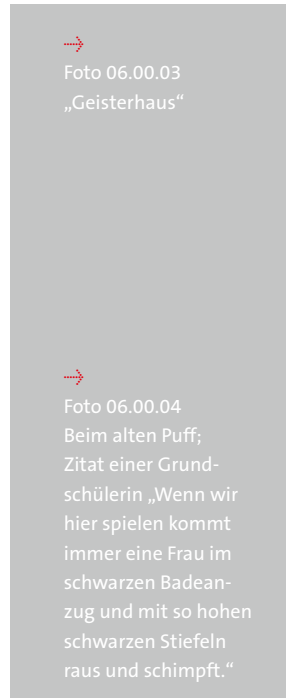 Foto 06.00.03
„Geisterhaus“
Foto 06.00.04
Beim alten Puff;
Zitat einer Grund-
schülerin „Wenn wir
hier spielen kommt
immer eine Frau im
schwarzen Badean-
zug und mit so hohen
schwarzen Stiefeln
raus und schimpft.“